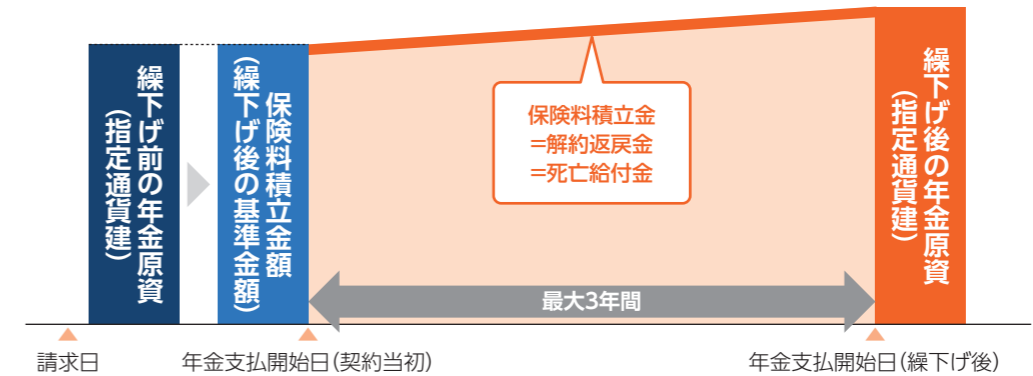 繰下げ前の年金原資
(指定通貨建)
保険料積立金額
(繰下げ後の基準金額)
保険料積立金
=解約返戻金
=死亡給付金
繰下げ後の年金原資
(指定通貨建)
最大3年間
請求日
年金支払開始日(契約当初)
年金支払開始日(繰下げ後)